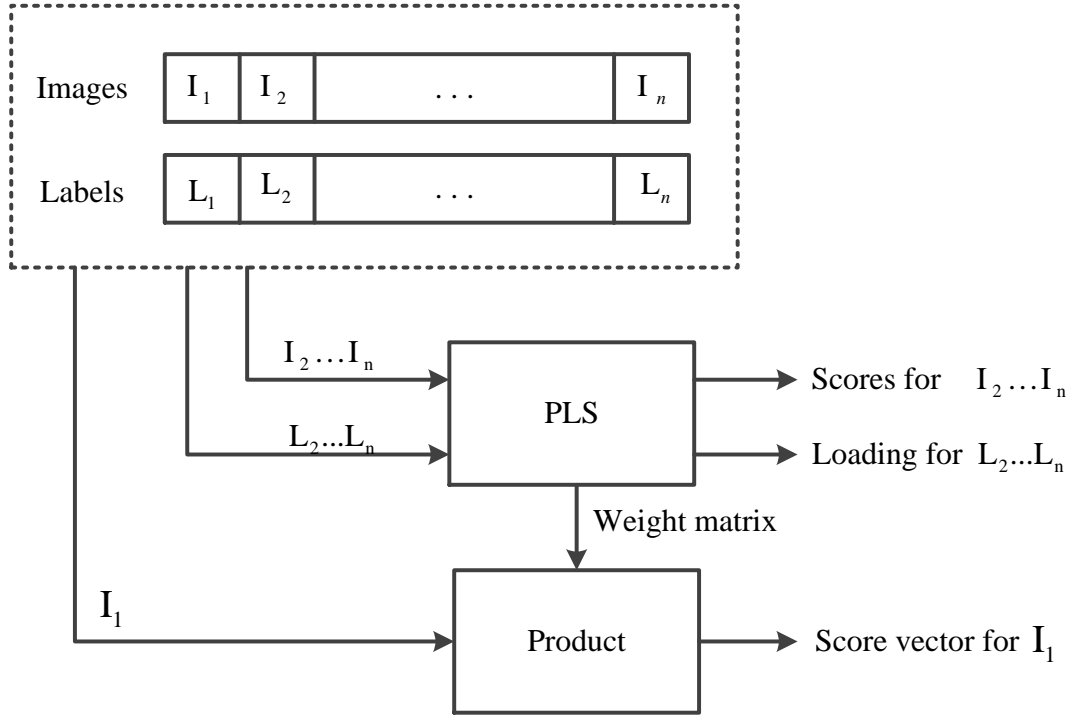 Images I₁ I₂ . . . Iₙ
Labels L₁ L₂ . . . Lₙ
I₂…Iₙ
L₂...Lₙ
PLS
Scores for I₂…Iₙ
Loading for L₂...Lₙ
Weight matrix
I₁
Product
Score vector for I₁